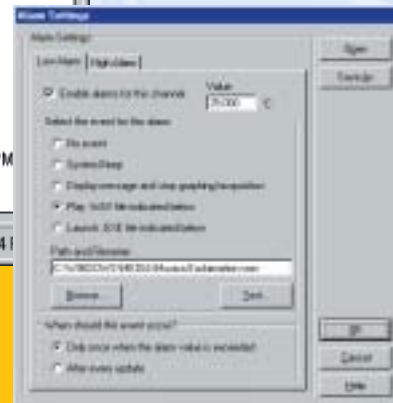 Alarm Settings
Alarm Settings
Low Alarm High Alarm
Enable alarms for this channel
Value
°C
Select the event for this alarm
No event
System Beep
Display message and stop graphing/acquisition
Play .WAV file indicated below
Launch .EXE file indicated below
Path and Filename
Browse...
Test...
When should this event occur?
Only once when the alarm value is exceeded
After every update
Open
Save As
OK
Cancel
Help